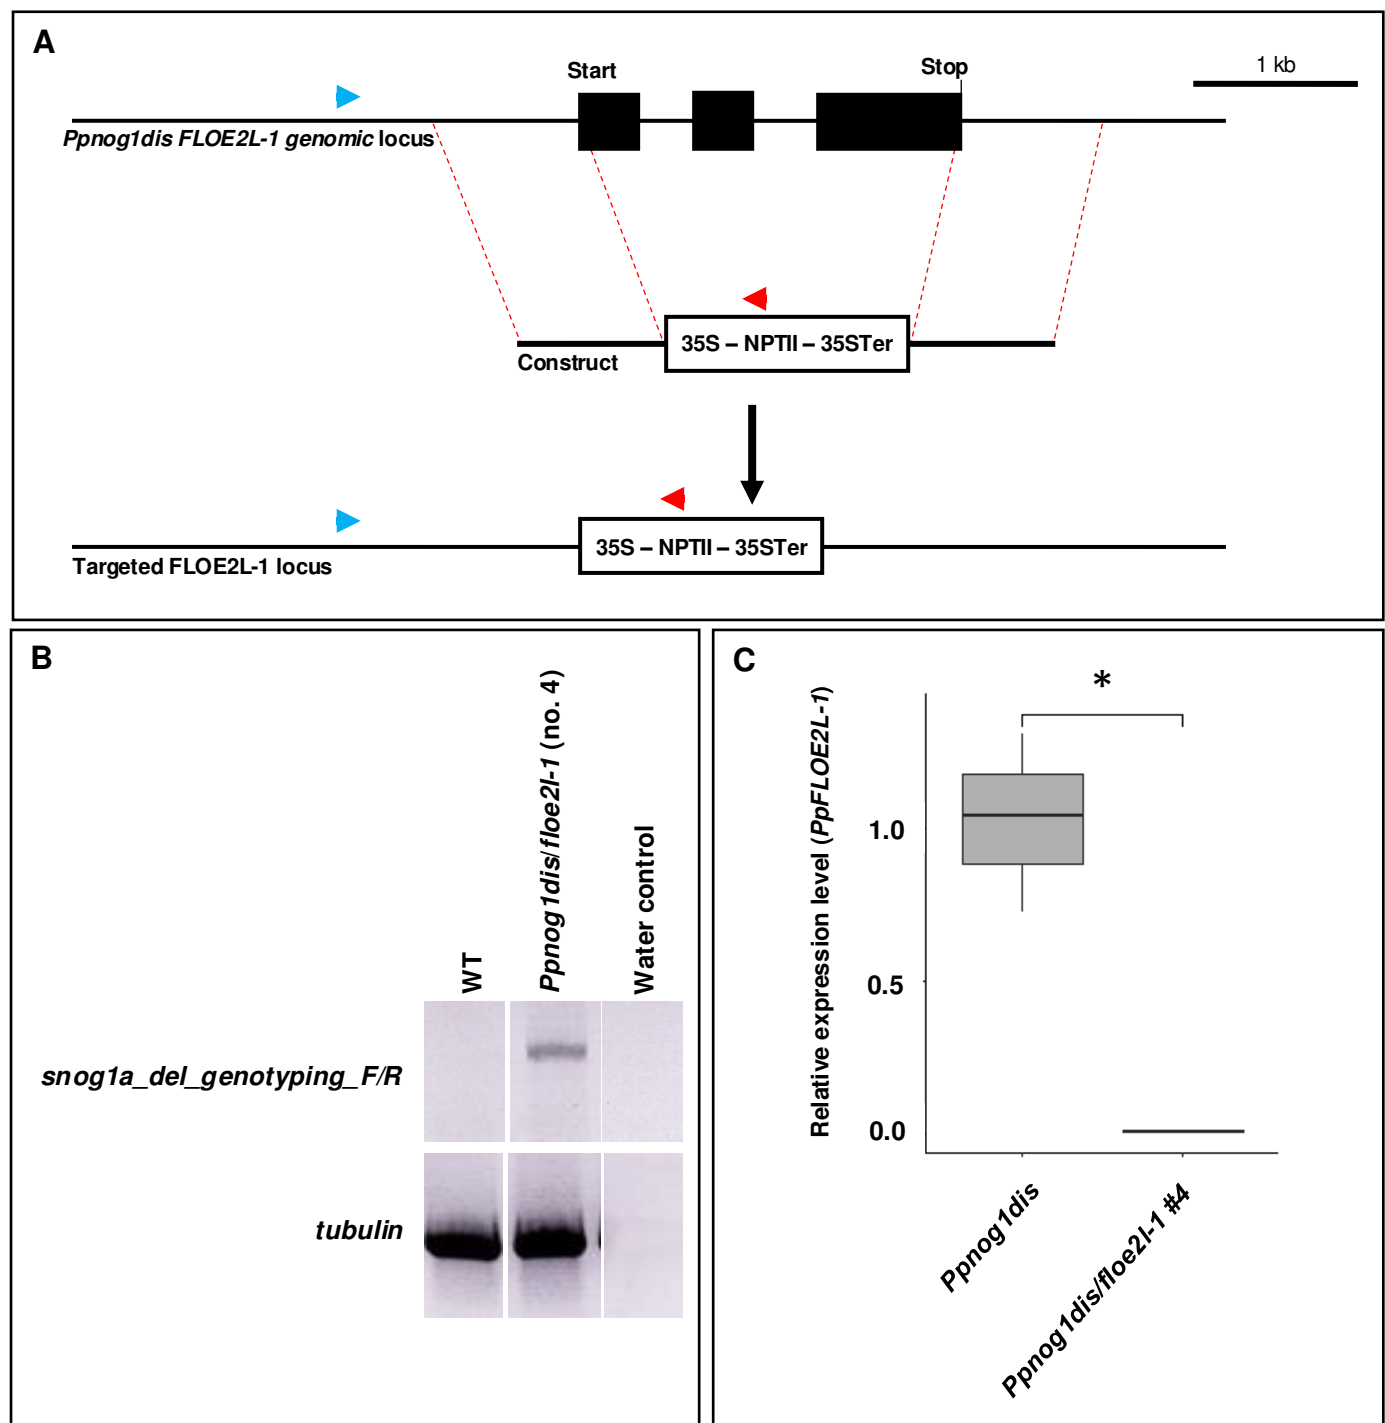 A
Start
Stop
1 kb
Ppnog1dis FLOE2L-1 genomic locus
35S – NPTII – 35STer
Construct
35S – NPTII – 35STer
Targeted FLOE2L-1 locus
B
WT
Ppnog1dis/floe2l-1 (no. 4)
Water control
snog1a_del_genotyping_F/R
tubulin
C
Relative expression level (PpFLOE2L-1)
*
1.0
0.5
0.0
Ppnog1dis
Ppnog1dis/floe2l-1 #4